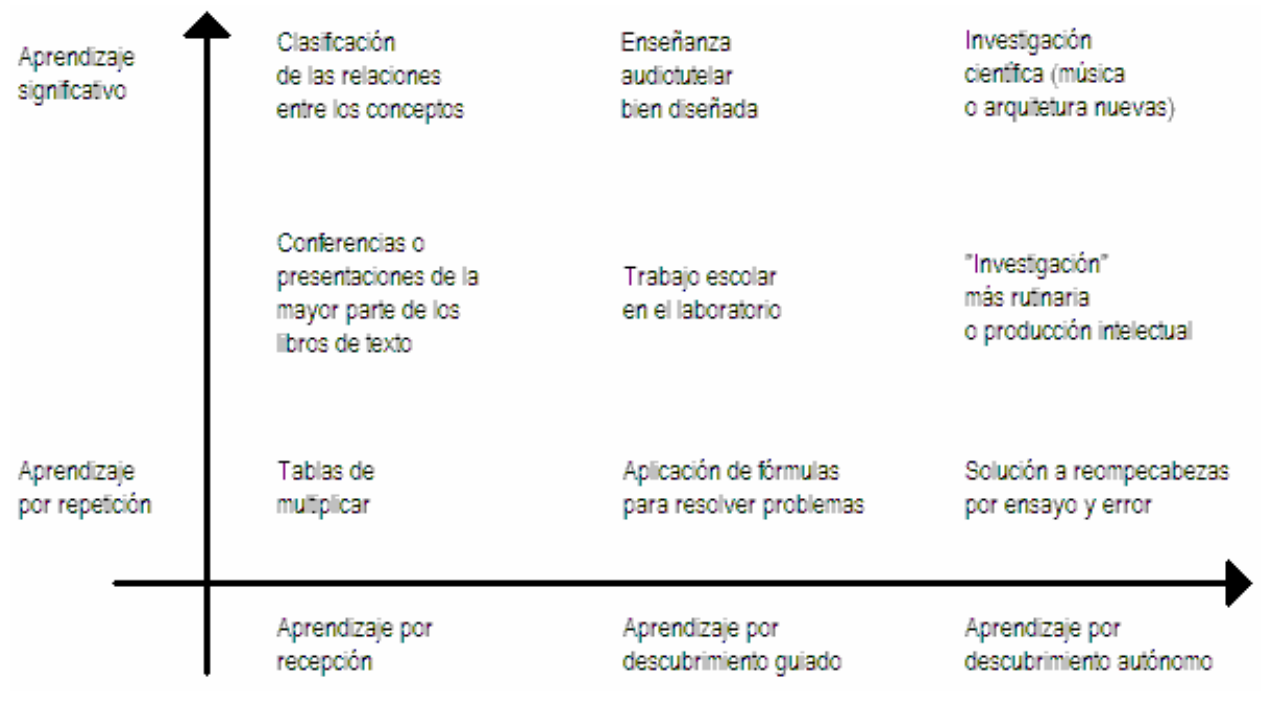 Aprendizaje
significativo
Clasificación
de las relaciones
entre los conceptos
Enseñanza
audiotutelar
bien diseñada
Investigación
científica (música
o arquitetura nuevas)
Conferencias o
presentaciones de la
mayor parte de los
libros de texto
Trabajo escolar
en el laboratorio
"Investigación"
más rutinaria
o producción intelectual
Aprendizaje
por repetición
Tablas de
multiplicar
Aplicación de fórmulas
para resolver problemas
Solución a reompecabezas
por ensayo y error
Aprendizaje por
recepción
Aprendizaje por
descubrimiento guiado
Aprendizaje por
descubrimiento autónomo